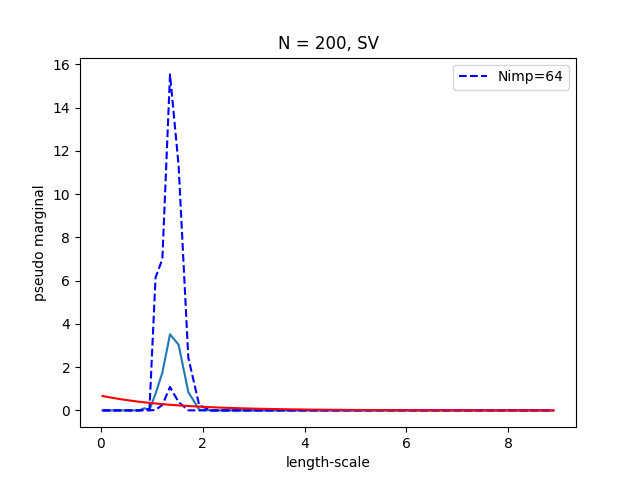 N = 200, SV
Nimp=64
pseudo marginal
16
14
12
10
8
6
4
2
0
0 2 4 6 8
length-scale